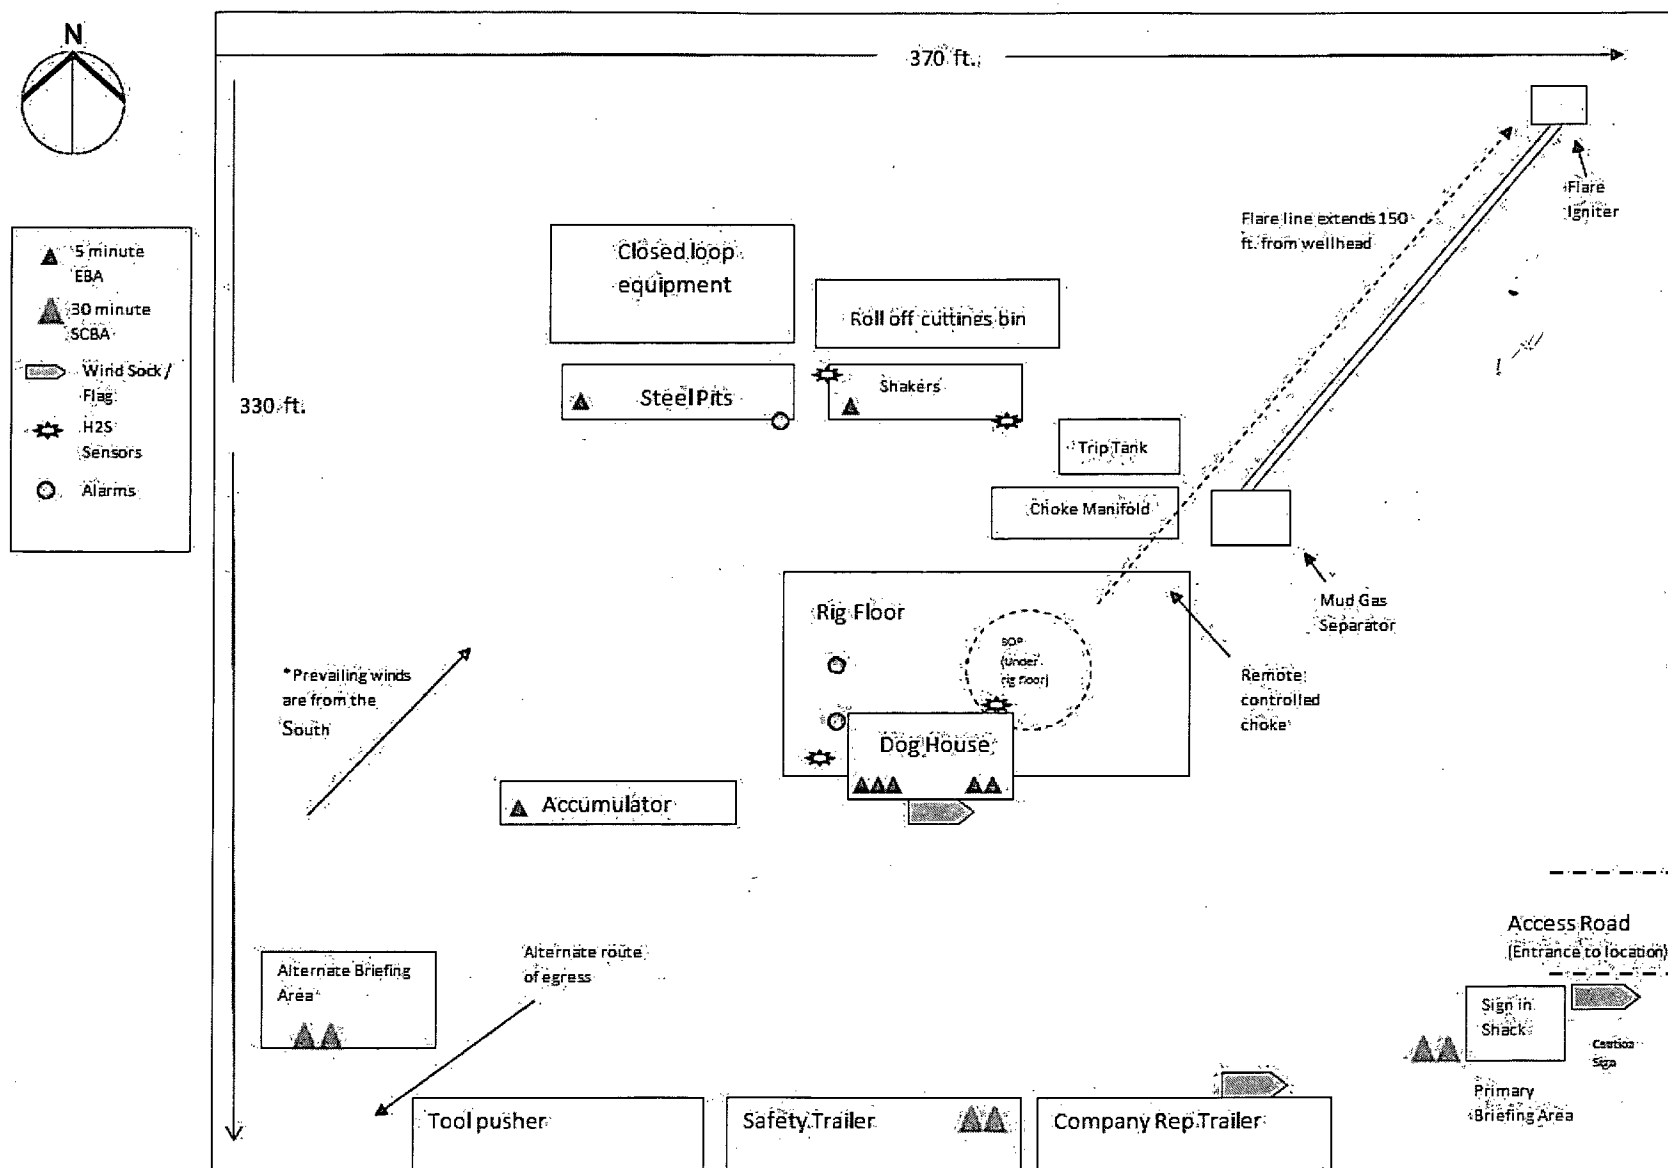 N
370 ft.
Flare
Igniter
Flare line extends 150
ft. from wellhead
5 minute
EBA
30 minute
SCBA
Wind Sock /
Flag
H2S
Sensors
Alarms
Closed loop
equipment
Roll off cuttines bin
330 ft.
Steel Pits
Shakers
Trip Tank
Choke Manifold
Mud Gas
Separator
Rig Floor
BOP
(Under
rig floor)
Remote
controlled
choke
*Prevailing winds
are from the
South
Dog House
Accumulator
Access Road
(Entrance to location)
Alternate Briefing
Area
Alternate route
of egress
Sign in
Shack
Caution
Sign
Primary
Briefing Area
Tool pusher
Safety Trailer
Company Rep Trailer